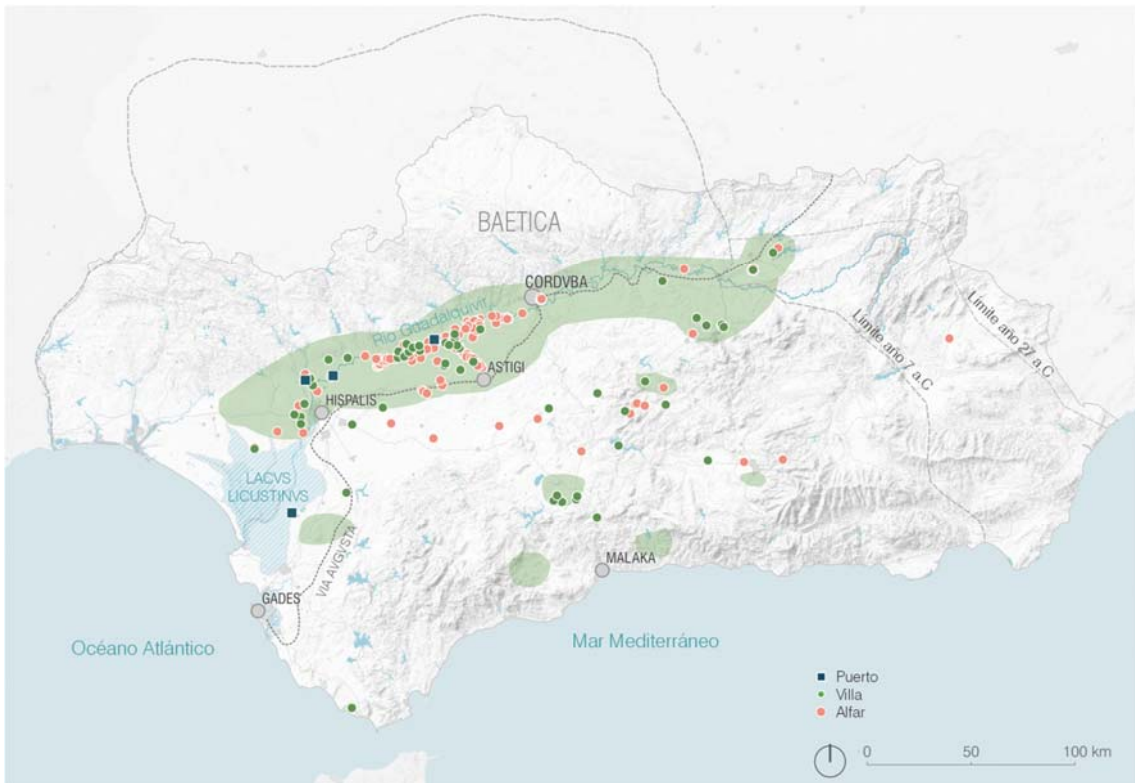 BAETICA
CORDVBA
Río Guadalquivir
ASTIGI
HISPALIS
Límite año 7 a.C
Límite año 27 a.C
LACVS
LICUSTINVS
VIA AVGVSTA
MALAKA
GADES
Océano Atlántico
Mar Mediterráneo
Puerto
Villa
Alfar
0 50 100 km